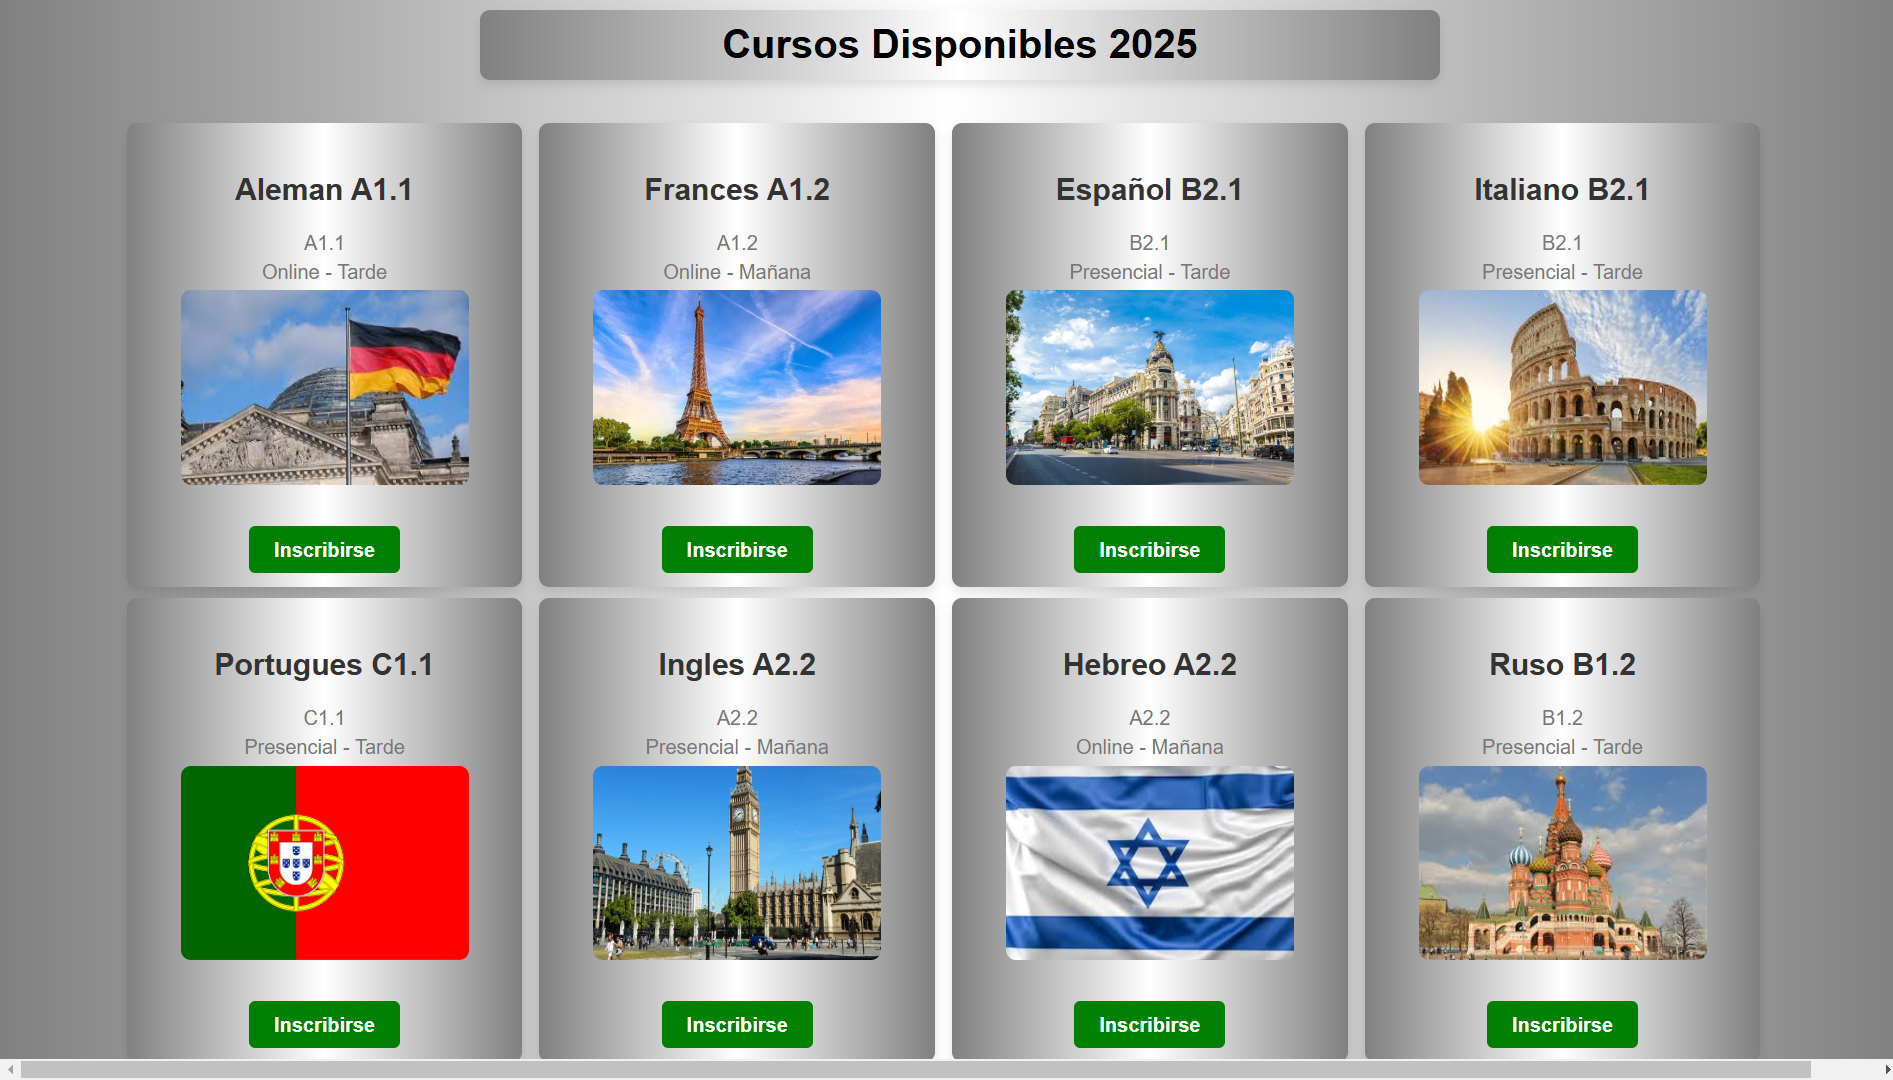 Cursos Disponibles 2025
Aleman A1.1
A1.1
Online - Tarde
Inscribirse
Frances A1.2
A1.2
Online - Mañana
Inscribirse
Español B2.1
B2.1
Presencial - Tarde
Inscribirse
Italiano B2.1
B2.1
Presencial - Tarde
Inscribirse
Portugues C1.1
C1.1
Presencial - Tarde
Inscribirse
Ingles A2.2
A2.2
Presencial - Mañana
Inscribirse
Hebreo A2.2
A2.2
Online - Mañana
Inscribirse
Ruso B1.2
B1.2
Presencial - Tarde
Inscribirse